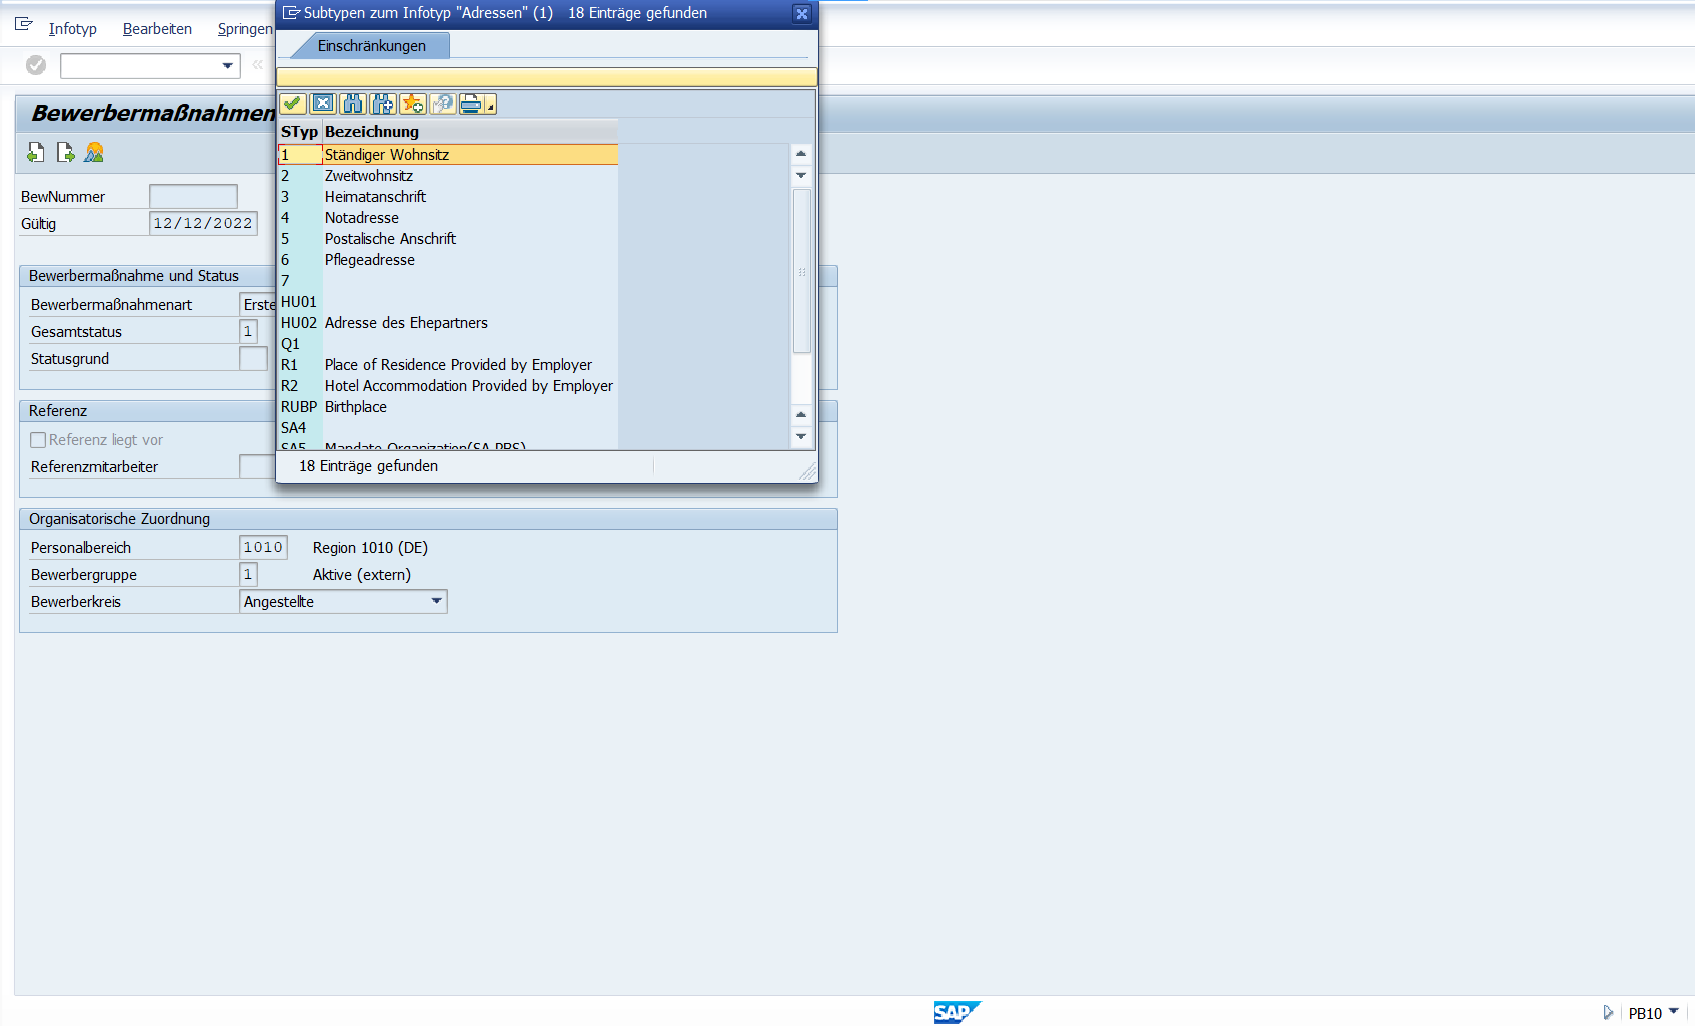 Subtypen zum Infotyp "Adressen" (1) 18 Einträge gefunden
Infotyp Bearbeiten Springen
Einschränkungen
Bewerbermaßnahmen
STyp Bezeichnung
1 Ständiger Wohnsitz
2 Zweitwohnsitz
3 Heimatanschrift
4 Notadresse
5 Postalische Anschrift
6 Pflegeadresse
7
HU01
HU02 Adresse des Ehepartners
Q1
R1 Place of Residence Provided by Employer
R2 Hotel Accommodation Provided by Employer
RUBP Birthplace
SA4
SA5 Mandate Organization(SA PBS)
18 Einträge gefunden
BewNummer
Gültig 12/12/2022
Bewerbermaßnahme und Status
Bewerbermaßnahmenart Erste
Gesamtstatus 1
Statusgrund
Referenz
Referenz liegt vor
Referenzmitarbeiter
Organisatorische Zuordnung
Personalbereich 1010 Region 1010 (DE)
Bewerbergruppe 1 Aktive (extern)
Bewerberkreis Angestellte
SAP
PB10